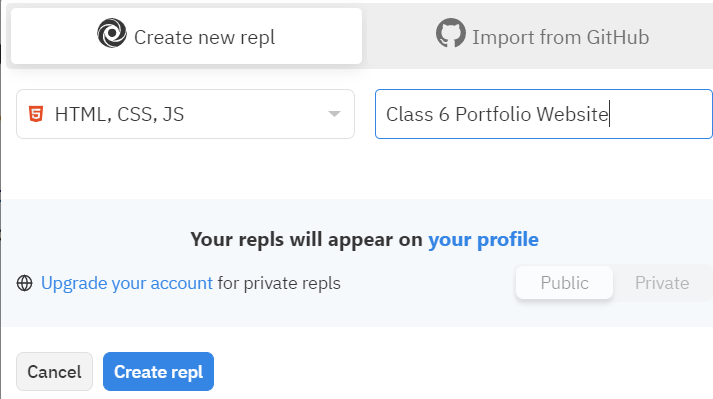 Create new repl
Import from GitHub
HTML, CSS, JS
Class 6 Portfolio Website
Your repls will appear on your profile
Upgrade your account for private repls
Public
Private
Cancel
Create repl